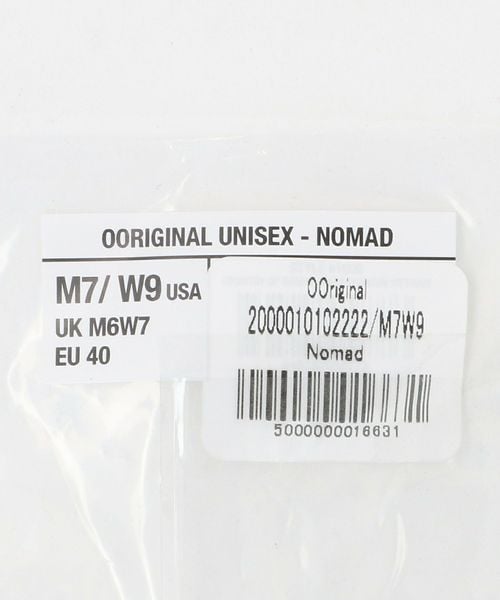 OORIGINAL UNISEX - NOMAD
M7/ W9 USA
UK M6W7
EU 40
OOriginal
2000010102222/M7W9
Nomad
5000000016631